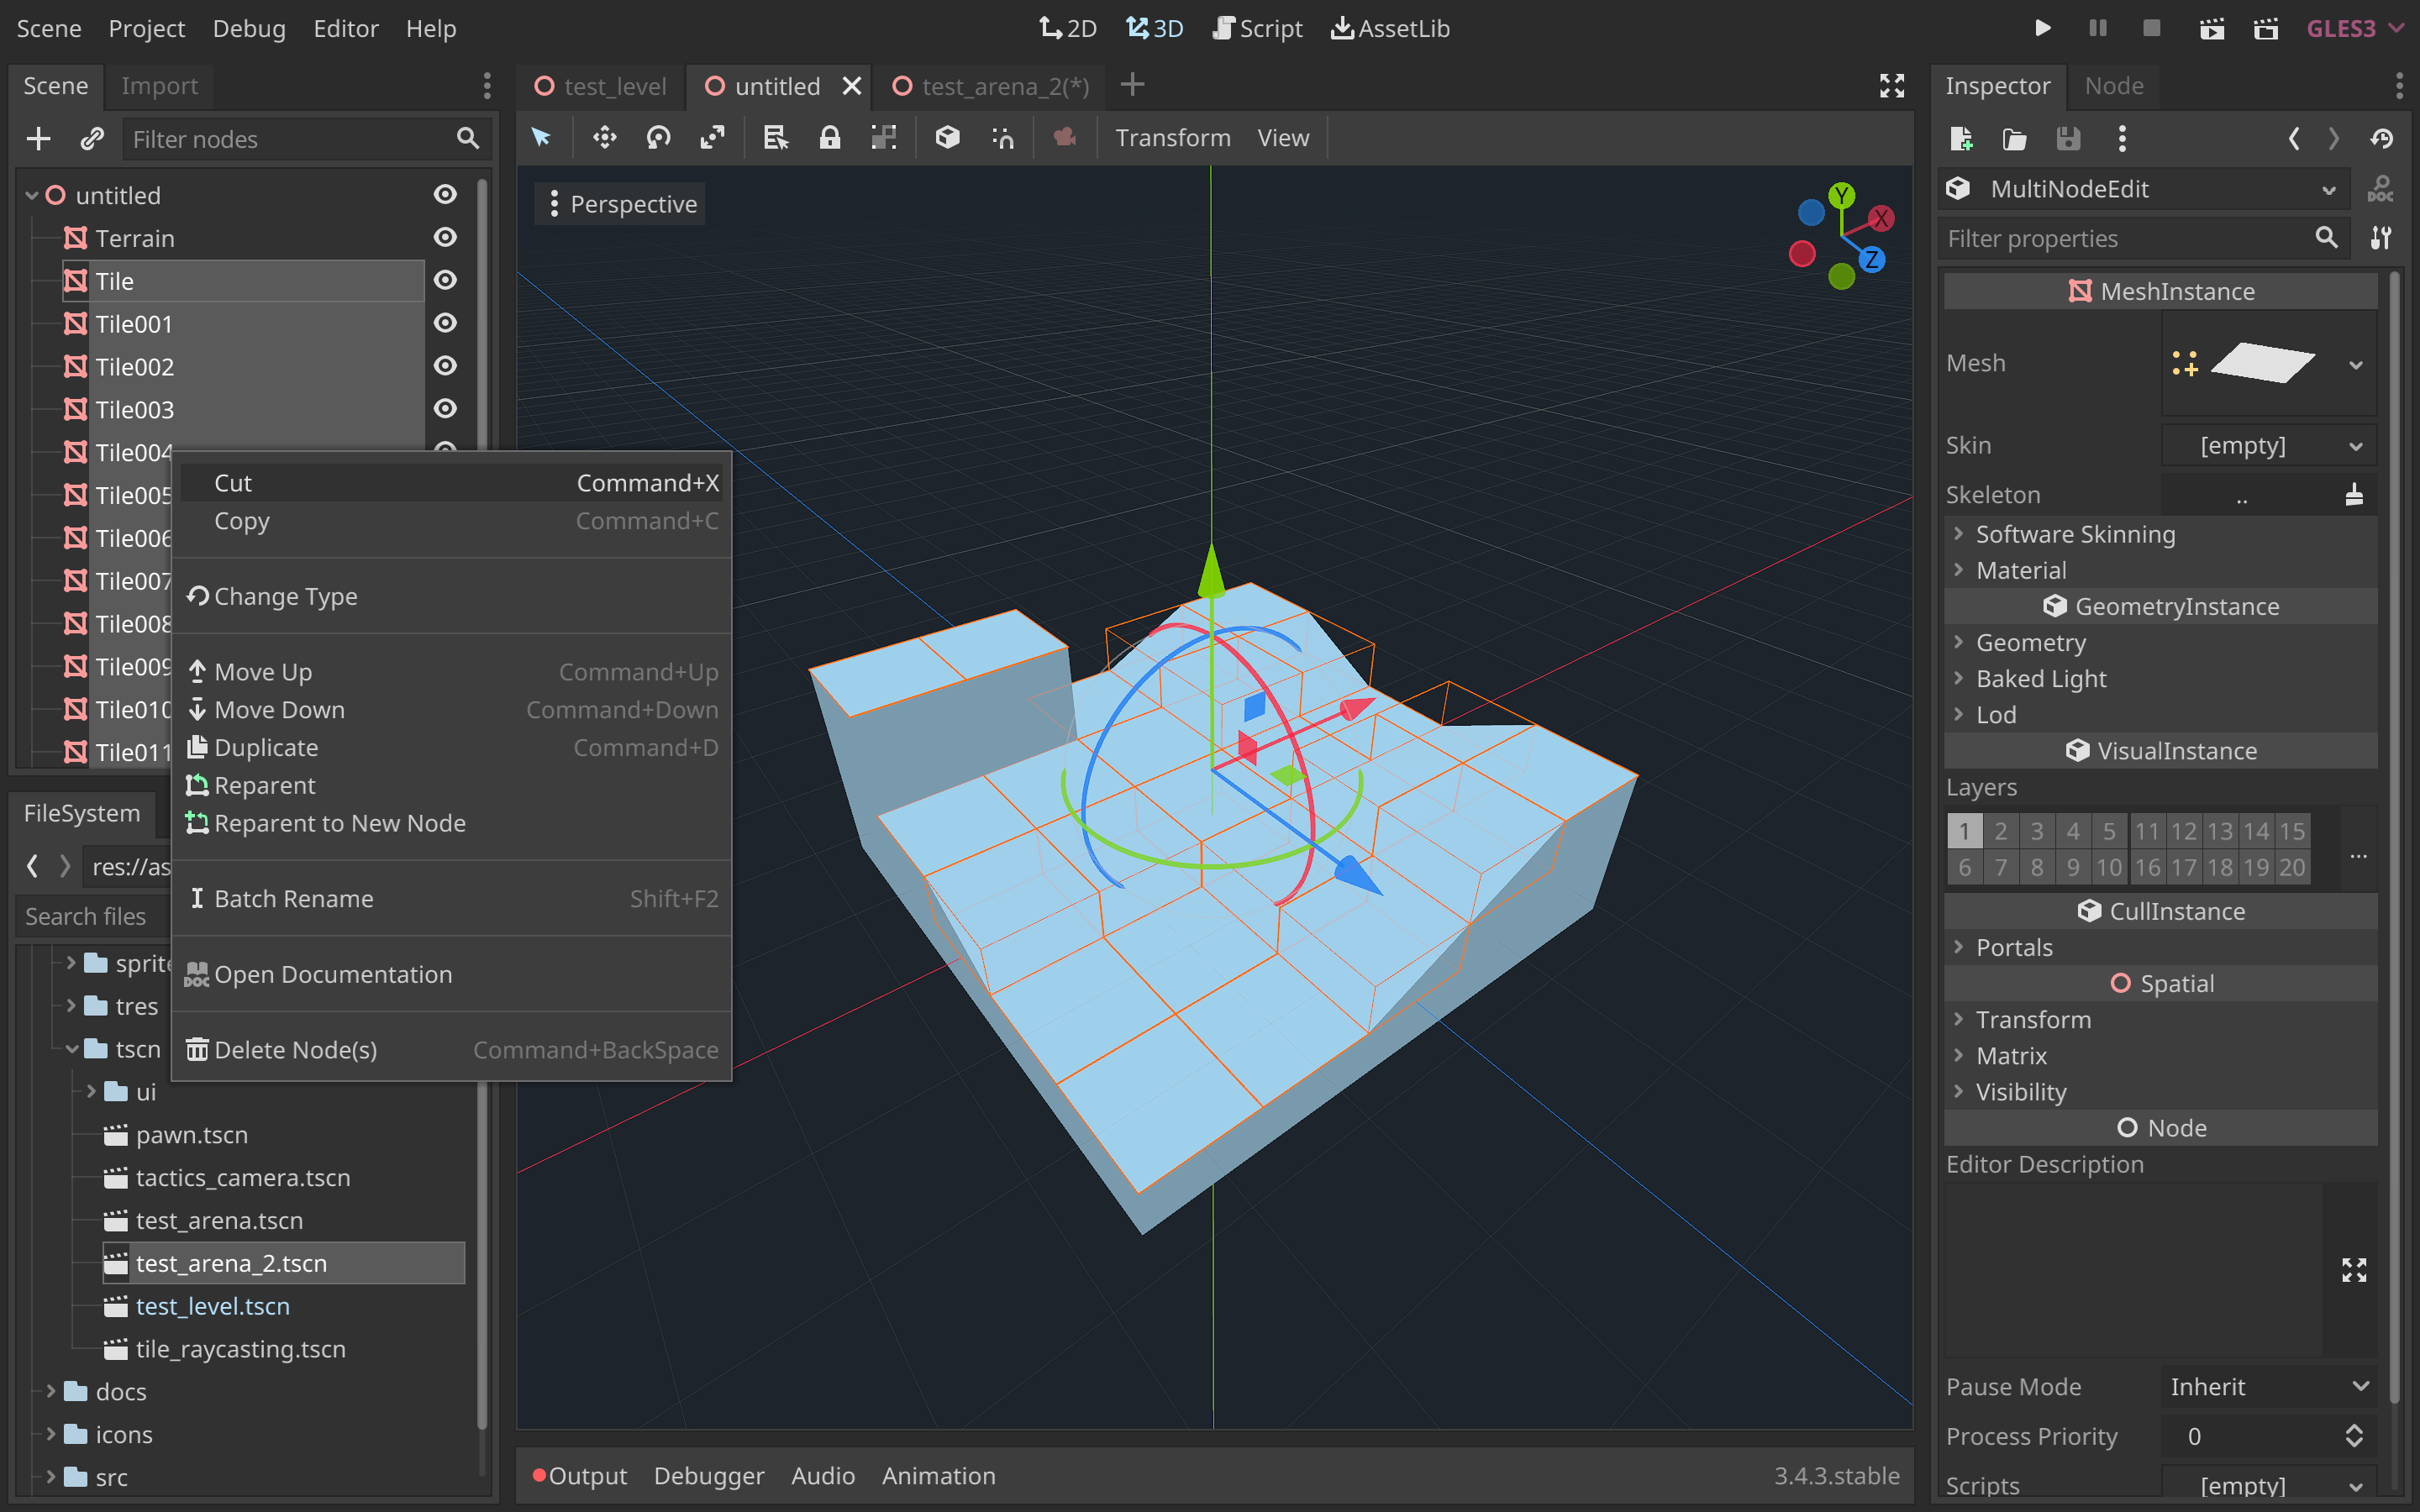 Scene Project Debug Editor Help
2D 3D Script AssetLib
GLES3
Scene Import
Filter nodes
untitled
Terrain
Tile
Tile001
Tile002
Tile003
Tile004
Tile005
Tile006
Tile007
Tile008
Tile009
Tile010
Tile011
Cut Command+X
Copy Command+C
Change Type
Move Up Command+Up
Move Down Command+Down
Duplicate Command+D
Reparent
Reparent to New Node
Batch Rename Shift+F2
DOC Open Documentation
Delete Node(s) Command+BackSpace
FileSystem
res://as
Search files
sprite
tres
tscn
ui
pawn.tscn
tactics_camera.tscn
test_arena.tscn
test_arena_2.tscn
test_level.tscn
tile_raycasting.tscn
docs
icons
src
test_level untitled test_arena_2(*)
Transform View
Perspective
Y
X
Z
Output Debugger Audio Animation 3.4.3.stable
Inspector Node
MultiNodeEdit
DOC
Filter properties
MeshInstance
Mesh
Skin [empty]
Skeleton ..
Software Skinning
Material
GeometryInstance
Geometry
Baked Light
Lod
VisualInstance
Layers
1 2 3 4 5 11 12 13 14 15
6 7 8 9 10 16 17 18 19 20
...
CullInstance
Portals
Spatial
Transform
Matrix
Visibility
Node
Editor Description
Pause Mode Inherit
Process Priority 0
Scripts [empty]